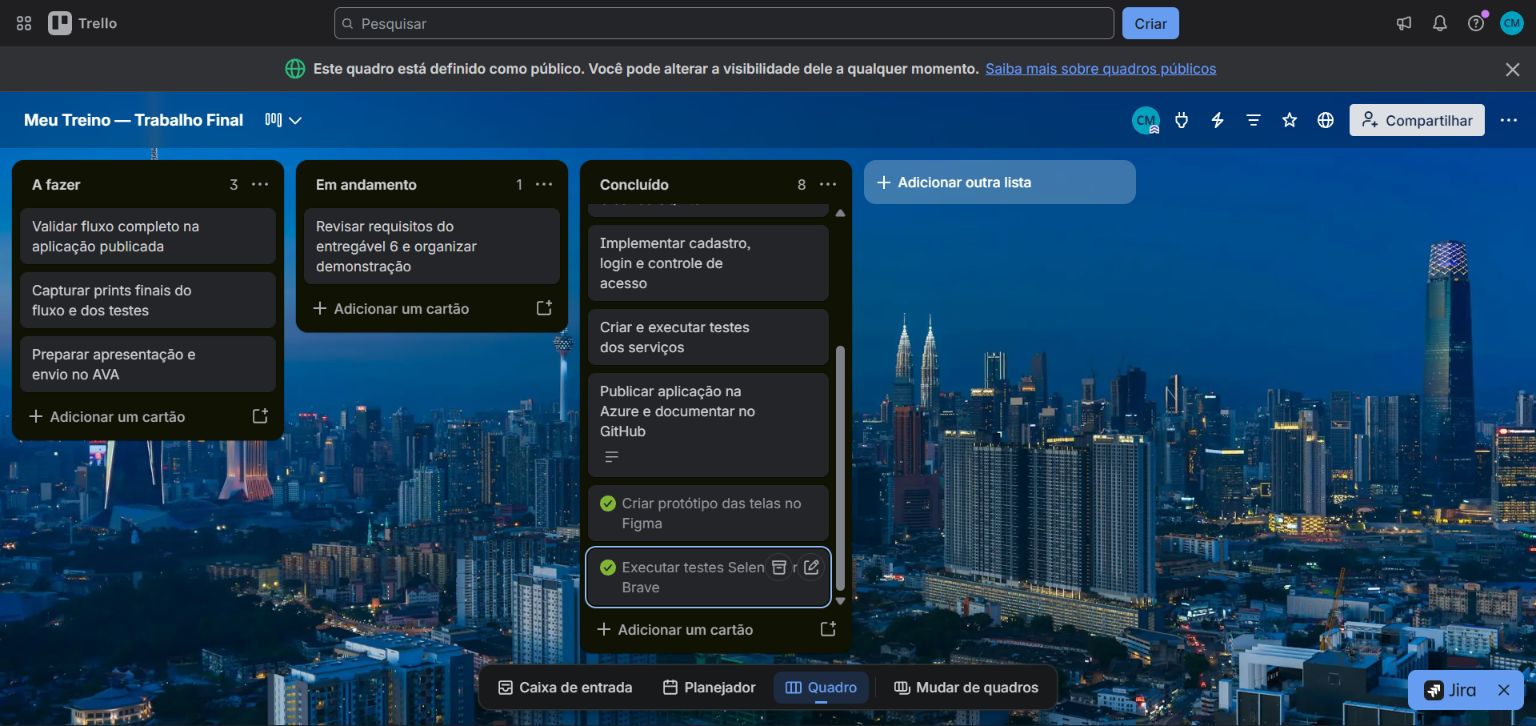 Trello
Pesquisar
Criar
CM
Este quadro está definido como público. Você pode alterar a visibilidade dele a qualquer momento. Saiba mais sobre quadros públicos
Meu Treino — Trabalho Final
CM
Compartilhar
A fazer 3
Validar fluxo completo na
aplicação publicada
Capturar prints finais do
fluxo e dos testes
Preparar apresentação e
envio no AVA
Adicionar um cartão
Em andamento 1
Revisar requisitos do
entregável 6 e organizar
demonstração
Adicionar um cartão
Concluído 8
Implementar cadastro,
login e controle de
acesso
Criar e executar testes
dos serviços
Publicar aplicação na
Azure e documentar no
GitHub
Criar protótipo das telas no
Figma
Executar testes Selen
Brave
Adicionar um cartão
Adicionar outra lista
Caixa de entrada
Planejador
Quadro
Mudar de quadros
Jira